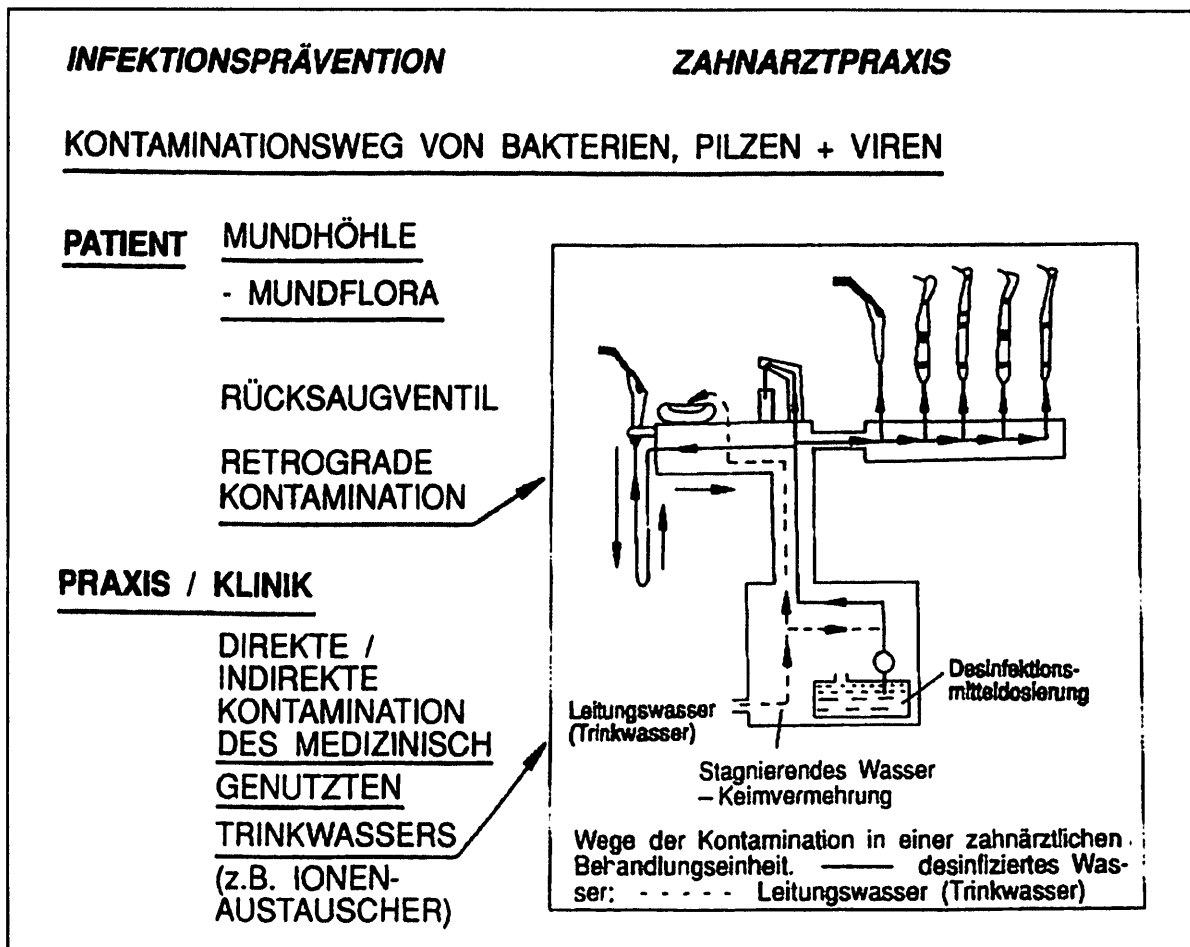 INFEKTIONSPRÄVENTION ZAHNARZTPRAXIS
KONTAMINATIONSWEG VON BAKTERIEN, PILZEN + VIREN
PATIENT MUNDHÖHLE
- MUNDFLORA
RÜCKSAUGVENTIL
RETROGRADE
KONTAMINATION
PRAXIS / KLINIK
DIREKTE /
INDIREKTE
KONTAMINATION
DES MEDIZINISCH
GENUTZTEN
TRINKWASSERS
(z.B. IONEN-
AUSTAUSCHER)
Desinfektions-
mitteldosierung
Leitungswasser
(Trinkwasser)
Stagnierendes Wasser
– Keimvermehrung
Wege der Kontamination in einer zahnärztlichen
Behandlungseinheit. ——— desinfiziertes Was-
ser: - - - - - Leitungswasser (Trinkwasser)